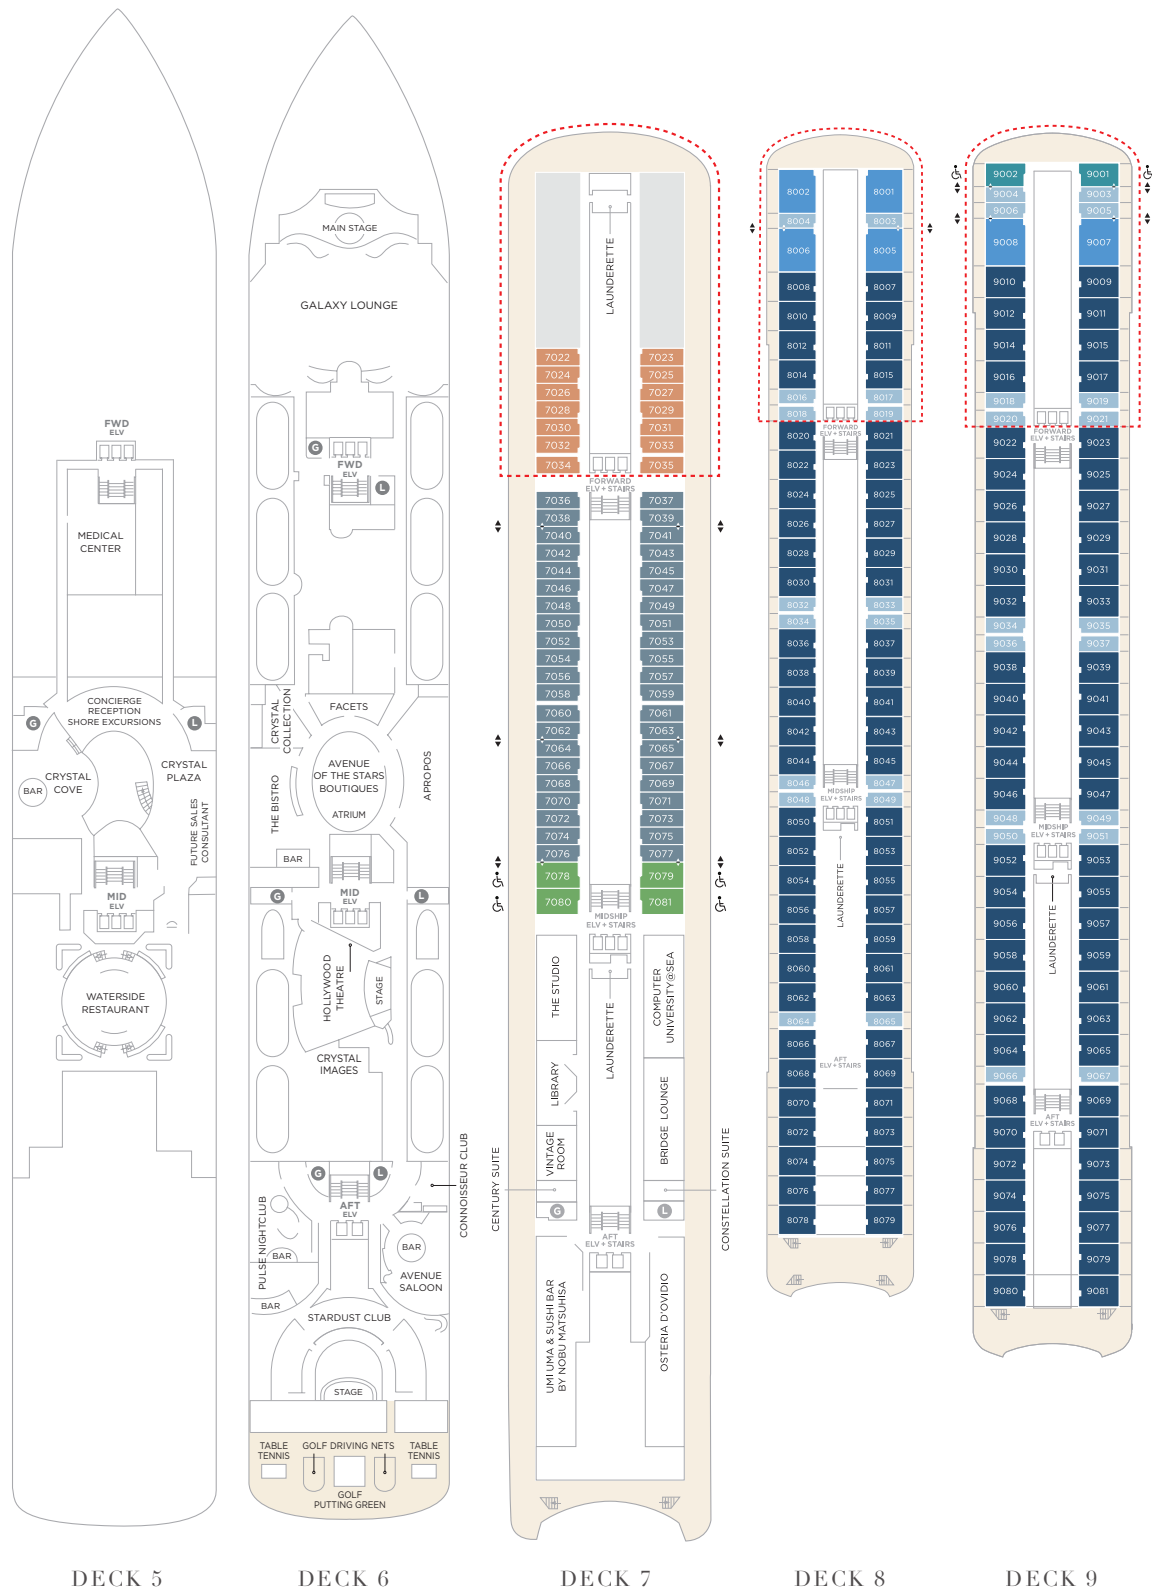 FWD
ELV
MEDICAL
CENTER
CONCIERGE
RECEPTION
SHORE EXCURSIONS
G
L
CRYSTAL
COVE
BAR
CRYSTAL
PLAZA
FUTURE SALES
CONSULTANT
MID
ELV
WATERSIDE
RESTAURANT
DECK 5
MAIN STAGE
GALAXY LOUNGE
G
FWD
ELV
L
CRYSTAL
COLLECTION
FACETS
AVENUE
OF THE STARS
BOUTIQUES
ATRIUM
THE BISTRO
APROPOS
BAR
G
MID
ELV
L
HOLLYWOOD
THEATRE
STAGE
CRYSTAL
IMAGES
G
L
CONNOISSEUR CLUB
AFT
ELV
PULSE NIGHTCLUB
BAR
BAR
BAR
AVENUE
SALOON
STARDUST CLUB
STAGE
TABLE
TENNIS
GOLF DRIVING NETS
TABLE
TENNIS
GOLF
PUTTING GREEN
DECK 6
LAUNDERETTE
7022 7023
7024 7025
7026 7027
7028 7029
7030 7031
7032 7033
7034 7035
FORWARD
ELV + STAIRS
7036 7037
7038 7039
7040 7041
7042 7043
7044 7045
7046 7047
7048 7049
7050 7051
7052 7053
7054 7055
7056 7057
7058 7059
7060 7061
7062 7063
7064 7065
7066 7067
7068 7069
7070 7071
7072 7073
7074 7075
7076 7077
7078 7079
7080 7081
MIDSHIP
ELV + STAIRS
THE STUDIO
LAUNDERETTE
COMPUTER
UNIVERSITY@SEA
LIBRARY
BRIDGE LOUNGE
VINTAGE
ROOM
CENTURY SUITE
CONSTELLATION SUITE
G
L
AFT
ELV + STAIRS
UMI UMA & SUSHI BAR
BY NOBU MATSUHISA
OSTERIA D'OVIDIO
DECK 7
8002 8001
8004 8003
8006 8005
8008 8007
8010 8009
8012 8011
8014 8015
8016 8017
8018 8019
FORWARD
ELV + STAIRS
8020 8021
8022 8023
8024 8025
8026 8027
8028 8029
8030 8031
8032 8033
8034 8035
8036 8037
8038 8039
8040 8041
8042 8043
8044 8045
8046 8047
MIDSHIP
ELV + STAIRS
8048 8049
8050 8051
8052 8053
8054 8055
LAUNDERETTE
8056 8057
8058 8059
8060 8061
8062 8063
8064 8065
8066 8067
AFT
ELV + STAIRS
8068 8069
8070 8071
8072 8073
8074 8075
8076 8077
8078 8079
DECK 8
9002 9001
9004 9003
9006 9005
9008 9007
9010 9009
9012 9011
9014 9015
9016 9017
9018 9019
9020 9021
FORWARD
ELV + STAIRS
9022 9023
9024 9025
9026 9027
9028 9029
9030 9031
9032 9033
9034 9035
9036 9037
9038 9039
9040 9041
9042 9043
9044 9045
9046 9047
9048 9049
MIDSHIP
ELV + STAIRS
9050 9051
9052 9053
9054 9055
LAUNDERETTE
9056 9057
9058 9059
9060 9061
9062 9063
9064 9065
9066 9067
9068 9069
AFT
ELV + STAIRS
9070 9071
9072 9073
9074 9075
9076 9077
9078 9079
9080 9081
DECK 9